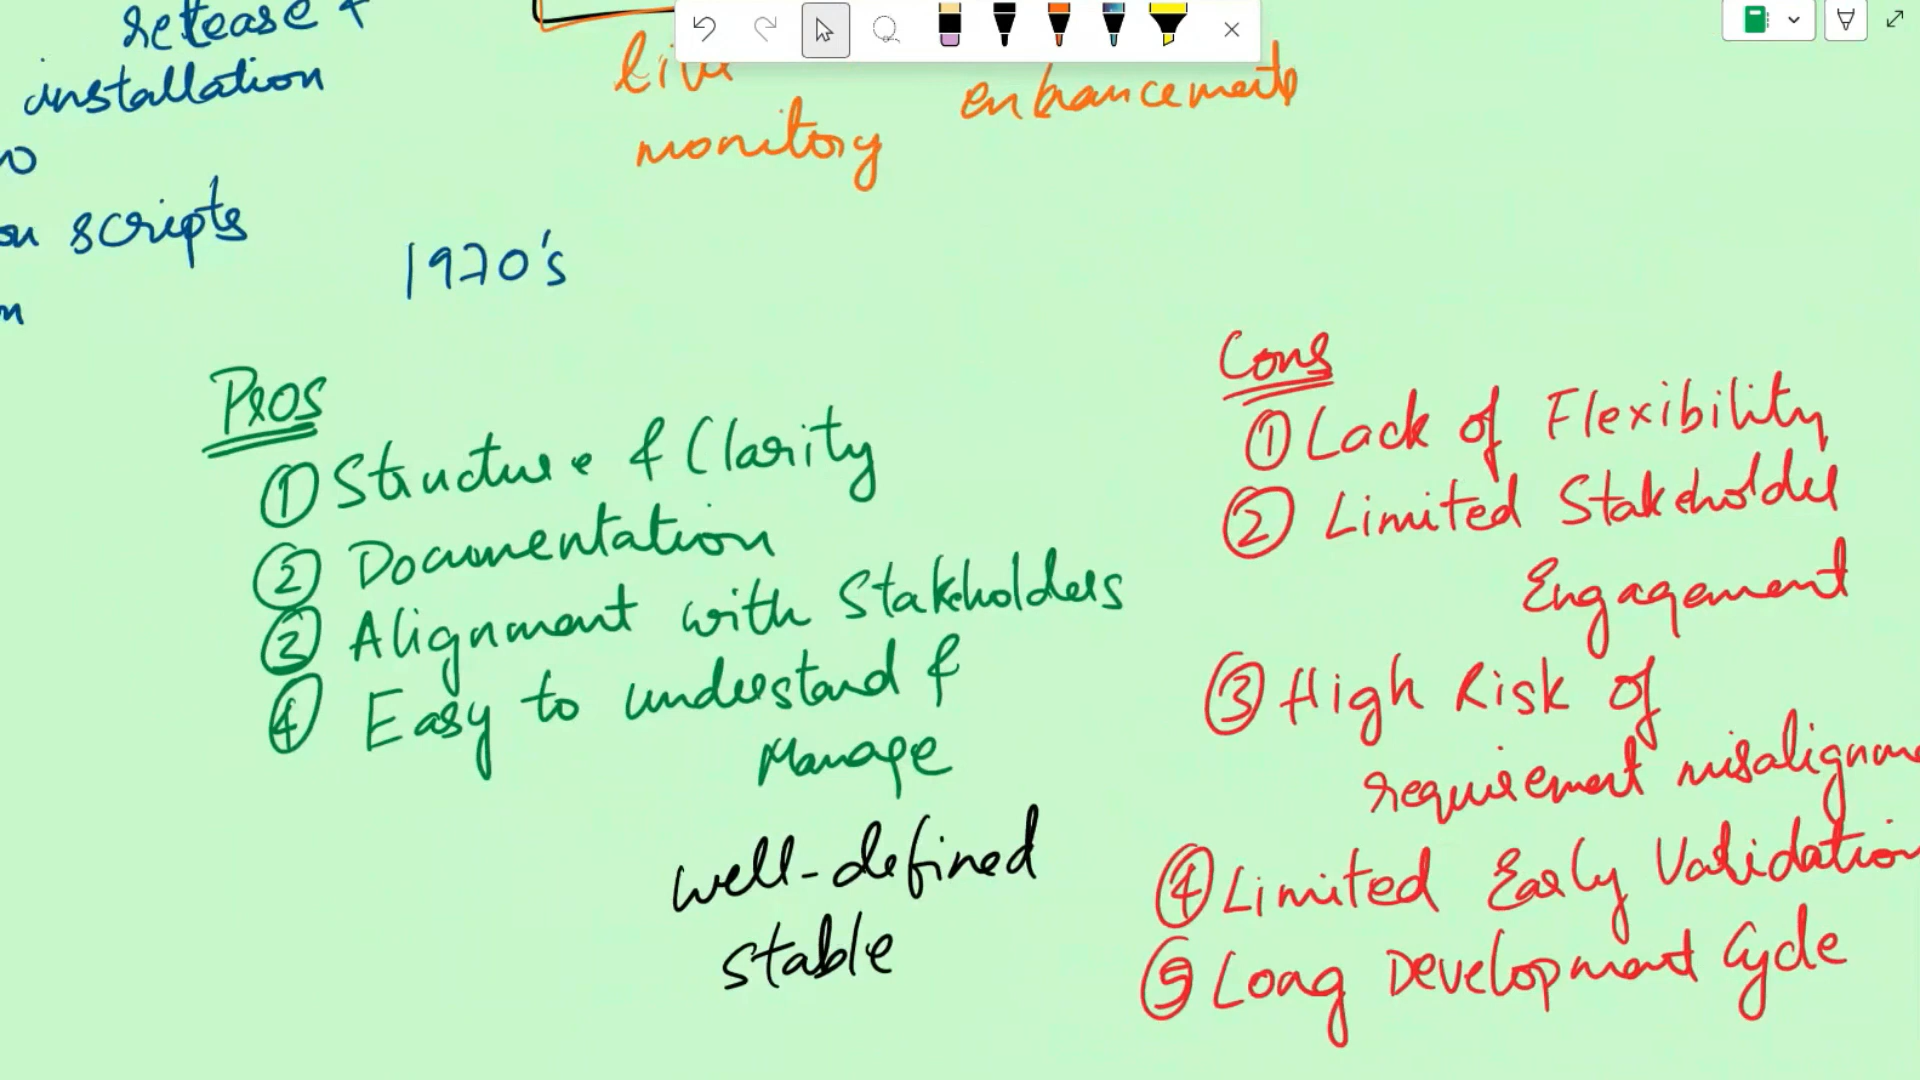 release &
installation
scripts
live
monitory
enhancements
1970's
Pros
① Structure & Clarity
② Documentation
③ Alignment with Stakeholders
④ Easy to understand &
Manage
well-defined
stable
Cons
① Lack of Flexibility
② Limited Stakeholder
Engagement
③ High Risk of
requirement misalignme
④ Limited Early Validation
⑤ Long Development Cycle